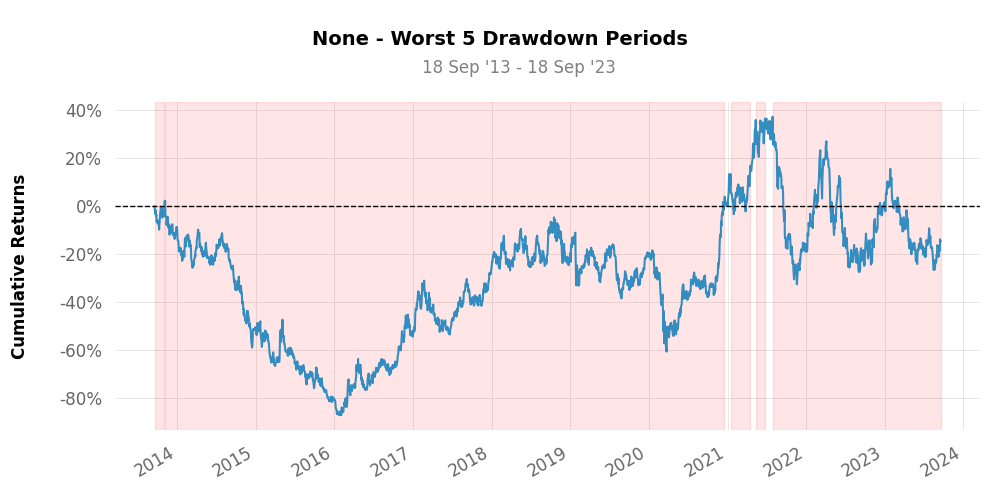 None - Worst 5 Drawdown Periods
18 Sep '13 - 18 Sep '23
Cumulative Returns
40%
20%
0%
-20%
-40%
-60%
-80%
2014 2015 2016 2017 2018 2019 2020 2021 2022 2023 2024